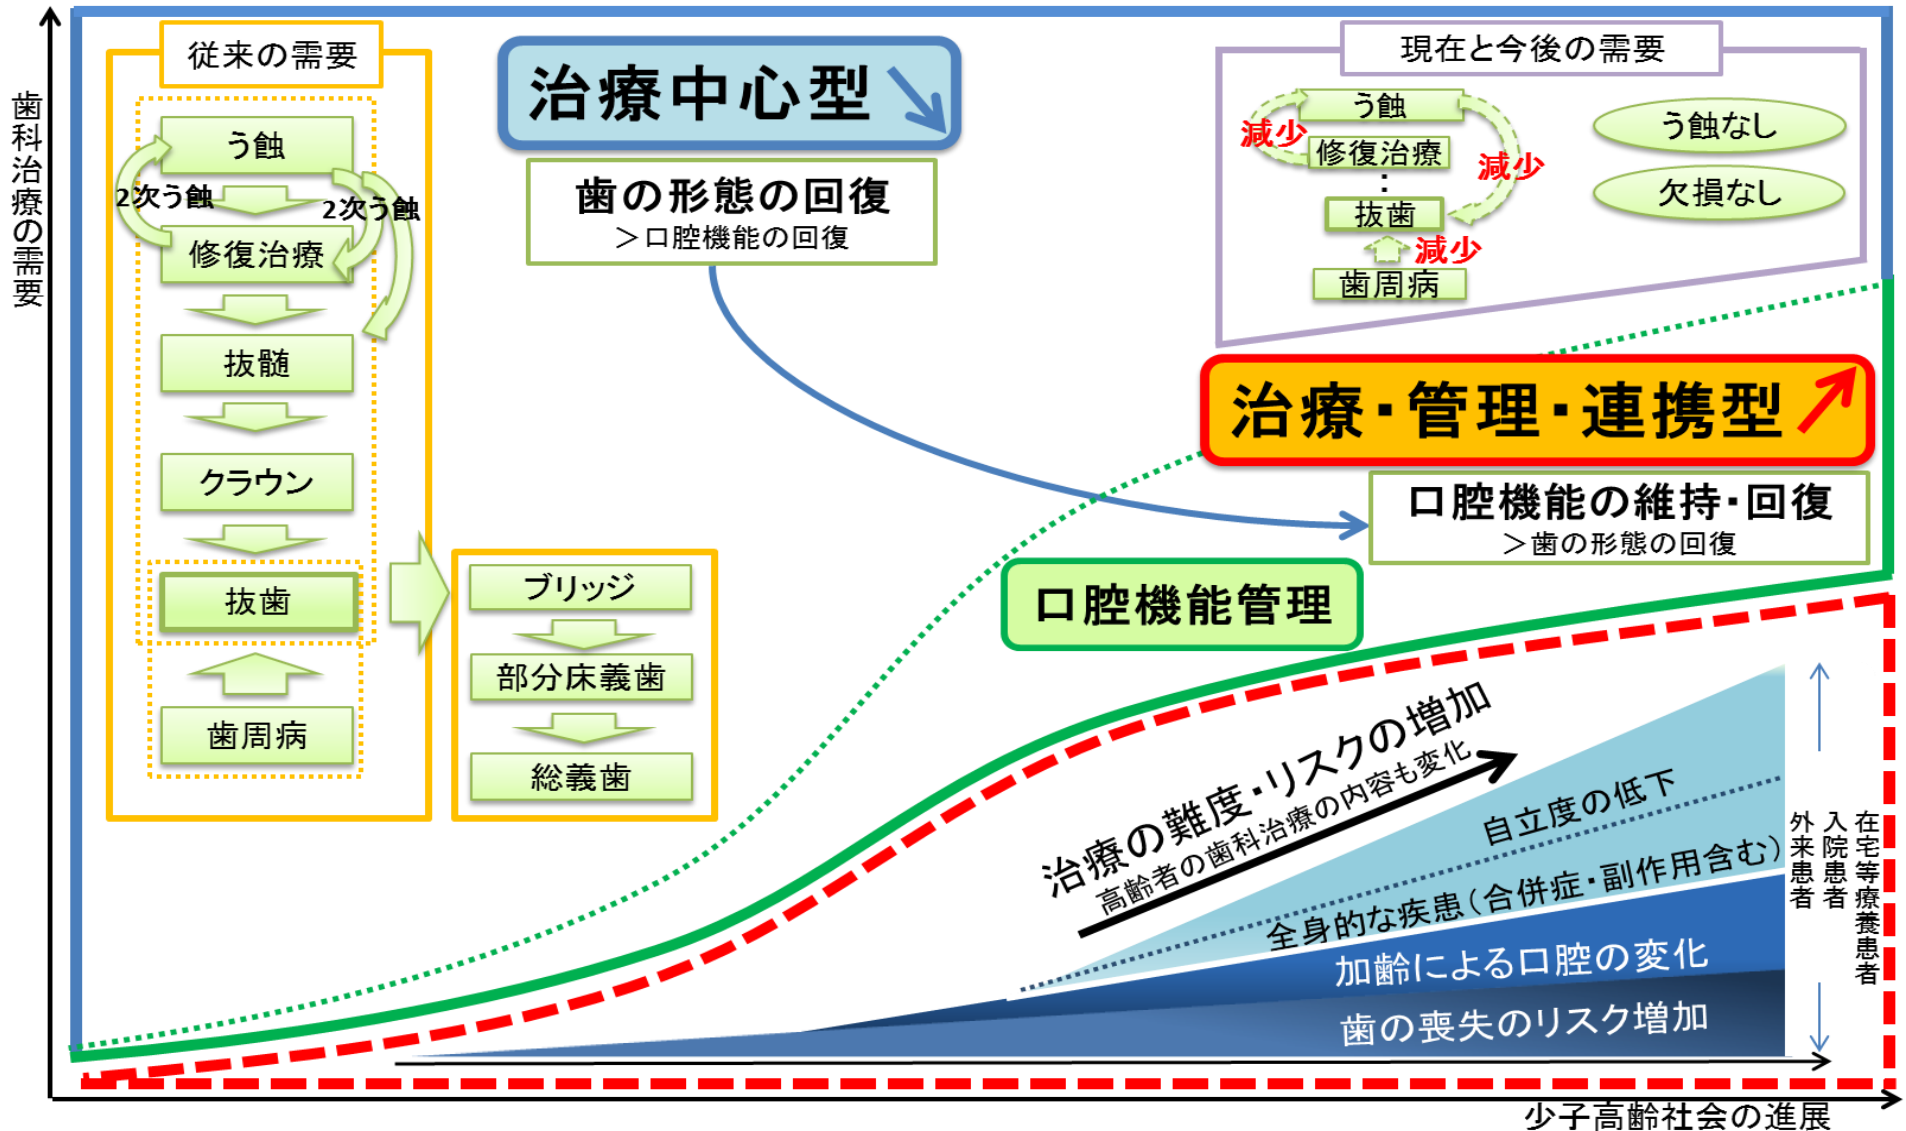 歯科治療の需要
従来の需要
う蝕
2次う蝕
2次う蝕
修復治療
抜髄
クラウン
抜歯
歯周病
ブリッジ
部分床義歯
総義歯
治療中心型
歯の形態の回復
＞口腔機能の回復
現在と今後の需要
う蝕
減少
修復治療
減少
：
抜歯
減少
歯周病
う蝕なし
欠損なし
治療・管理・連携型
口腔機能の維持・回復
＞歯の形態の回復
口腔機能管理
治療の難度・リスクの増加
高齢者の歯科治療の内容も変化
自立度の低下
全身的な疾患（合併症・副作用含む）
加齢による口腔の変化
歯の喪失のリスク増加
在宅等療養患者
入院患者
外来患者
少子高齢社会の進展